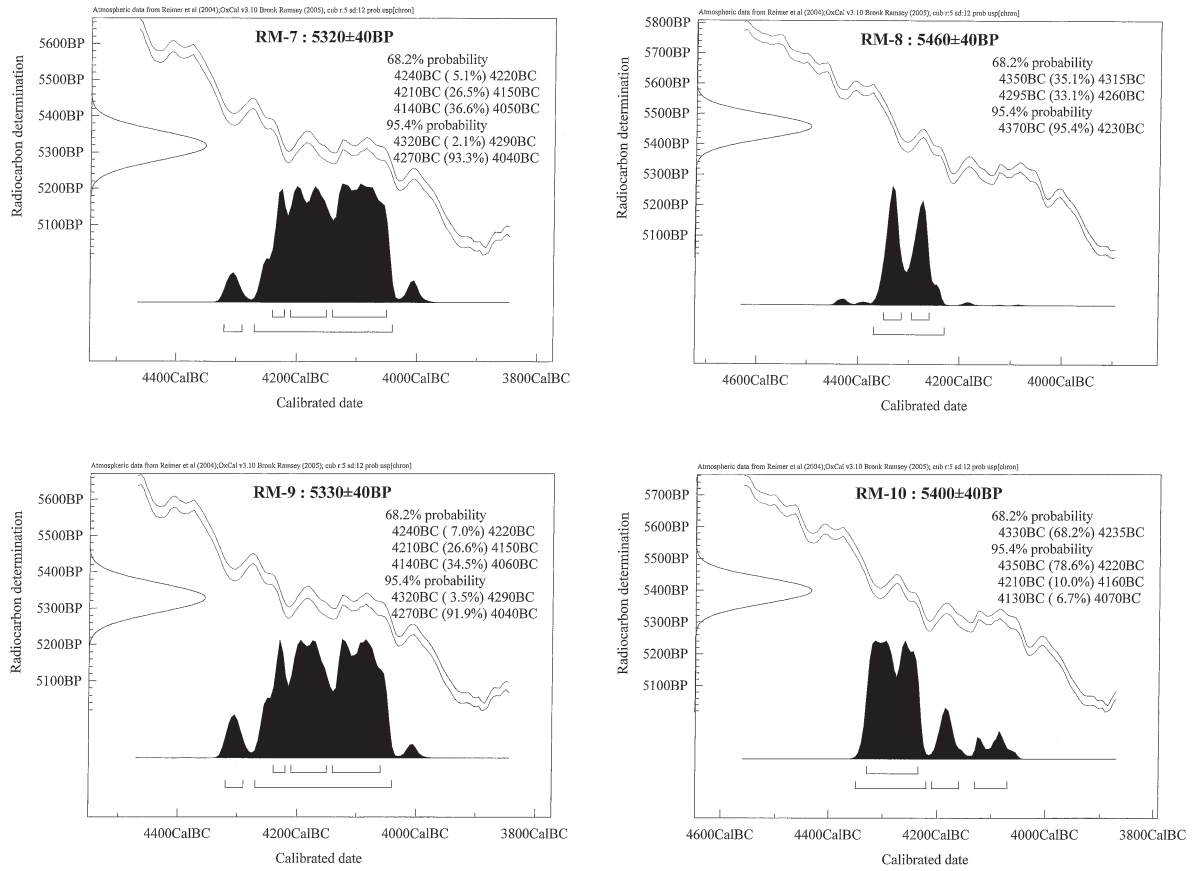 Atmospheric data from Reimer et al (2004);OxCal v3.10 Bronk Ramsey (2005); cub r:5 sd:12 prob usp[chron]
RM-7 : 5320±40BP
68.2% probability
4240BC ( 5.1%) 4220BC
4210BC (26.5%) 4150BC
4140BC (36.6%) 4050BC
95.4% probability
4320BC ( 2.1%) 4290BC
4270BC (93.3%) 4040BC
Radiocarbon determination
5600BP
5500BP
5400BP
5300BP
5200BP
5100BP
4400CalBC 4200CalBC 4000CalBC 3800CalBC
Calibrated date
Atmospheric data from Reimer et al (2004);OxCal v3.10 Bronk Ramsey (2005); cub r:5 sd:12 prob usp[chron]
RM-8 : 5460±40BP
68.2% probability
4350BC (35.1%) 4315BC
4295BC (33.1%) 4260BC
95.4% probability
4370BC (95.4%) 4230BC
Radiocarbon determination
5800BP
5700BP
5600BP
5500BP
5400BP
5300BP
5200BP
5100BP
4600CalBC 4400CalBC 4200CalBC 4000CalBC
Calibrated date
Atmospheric data from Reimer et al (2004);OxCal v3.10 Bronk Ramsey (2005); cub r:5 sd:12 prob usp[chron]
RM-9 : 5330±40BP
68.2% probability
4240BC ( 7.0%) 4220BC
4210BC (26.6%) 4150BC
4140BC (34.5%) 4060BC
95.4% probability
4320BC ( 3.5%) 4290BC
4270BC (91.9%) 4040BC
Radiocarbon determination
5600BP
5500BP
5400BP
5300BP
5200BP
5100BP
4400CalBC 4200CalBC 4000CalBC 3800CalBC
Calibrated date
Atmospheric data from Reimer et al (2004);OxCal v3.10 Bronk Ramsey (2005); cub r:5 sd:12 prob usp[chron]
RM-10 : 5400±40BP
68.2% probability
4330BC (68.2%) 4235BC
95.4% probability
4350BC (78.6%) 4220BC
4210BC (10.0%) 4160BC
4130BC ( 6.7%) 4070BC
Radiocarbon determination
5700BP
5600BP
5500BP
5400BP
5300BP
5200BP
5100BP
4600CalBC 4400CalBC 4200CalBC 4000CalBC 3800CalBC
Calibrated date